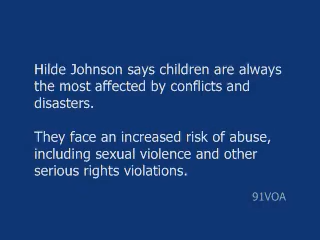 Hilde Johnson says children are always
the most affected by conflicts and
disasters.
They face an increased risk of abuse,
including sexual violence and other
serious rights violations.
91VOA